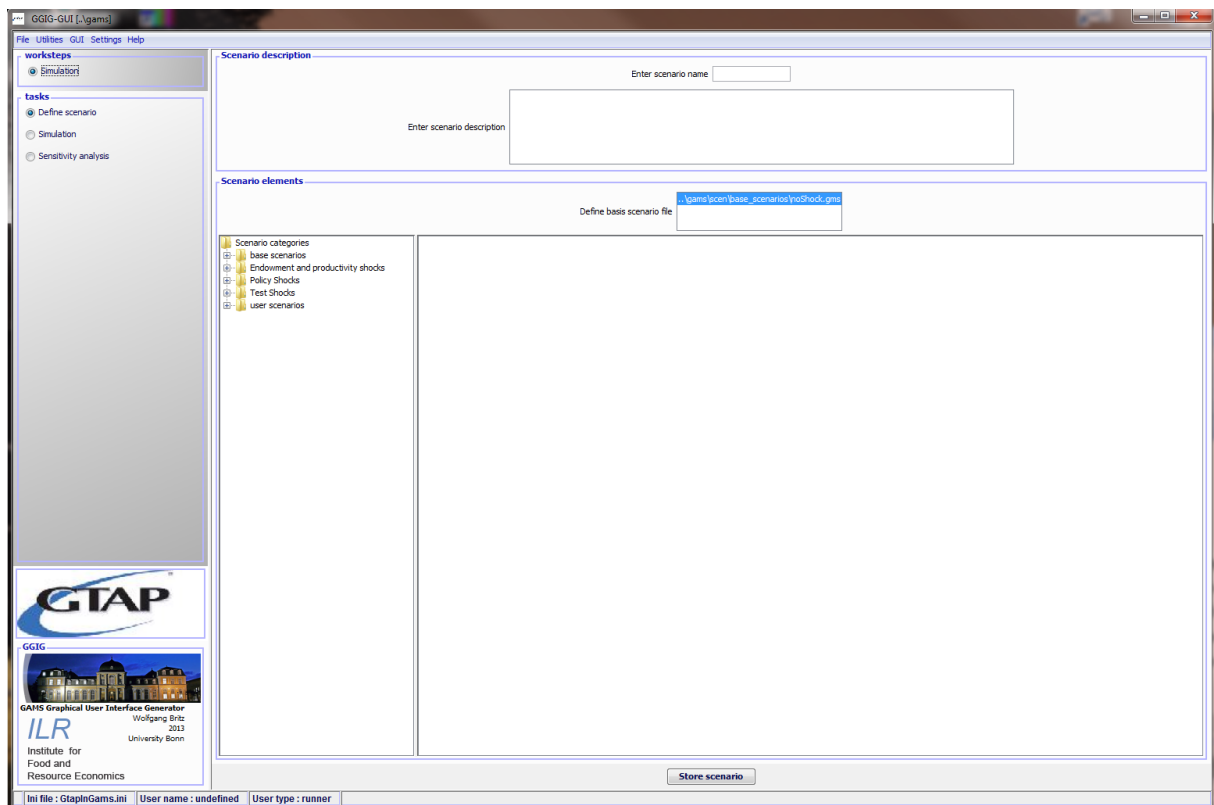 GGIG-GUI [..\gams]
File Utilities GUI Settings Help
worksteps
Simulation
tasks
Define scenario
Simulation
Sensitivity analysis
Scenario description
Enter scenario name
Enter scenario description
Scenario elements
Define basis scenario file
..\gams\scen\base_scenarios\noShock.gms
Scenario categories
base scenarios
Endowment and productivity shocks
Policy Shocks
Test Shocks
user scenarios
GTAP
GGIG
GAMS Graphical User Interface Generator
Wolfgang Britz
2013
University Bonn
ILR
Institute for
Food and
Resource Economics
Store scenario
Ini file : GtapInGams.ini User name : undefined User type : runner